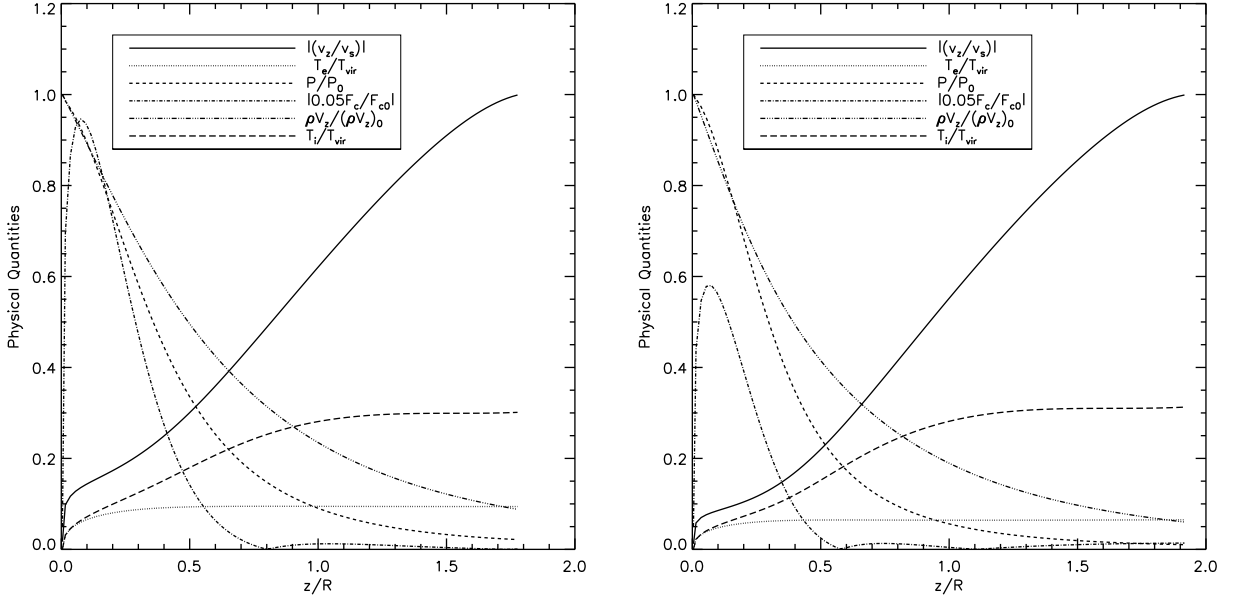 1.2
1.0
0.8
0.6
0.4
0.2
0.0
Physical Quantities
|(v_z/v_s)|
T_e/T_vir
P/P_0
|0.05F_c/F_c0|
ρV_z/(ρV_z)_0
T_i/T_vir
0.0 0.5 1.0 1.5 2.0
z/R
1.2
1.0
0.8
0.6
0.4
0.2
0.0
Physical Quantities
|(v_z/v_s)|
T_e/T_vir
P/P_0
|0.05F_c/F_c0|
ρV_z/(ρV_z)_0
T_i/T_vir
0.0 0.5 1.0 1.5 2.0
z/R